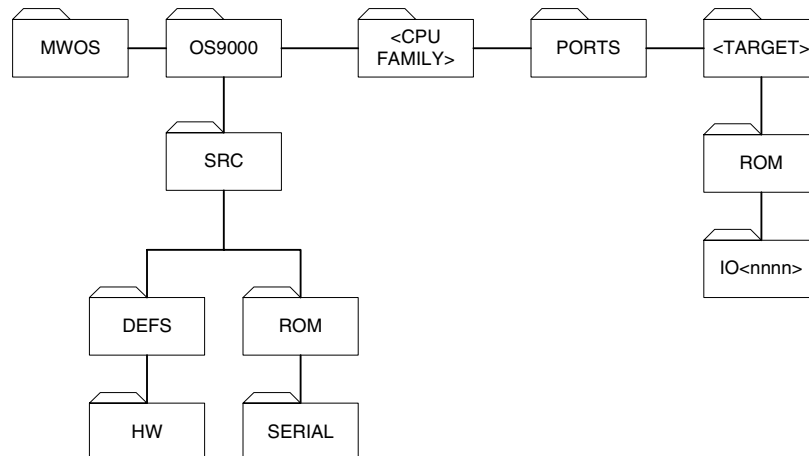 MWOS
OS9000
<CPU
FAMILY>
PORTS
<TARGET>
SRC
ROM
IO<nnnn>
DEFS
ROM
HW
SERIAL